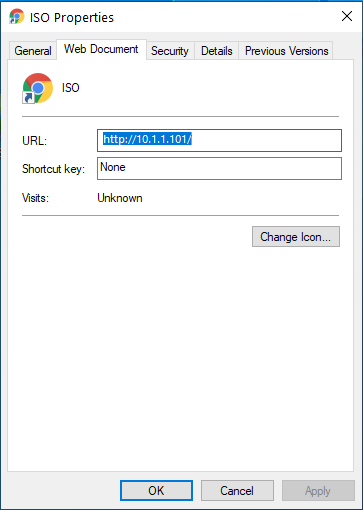 ISO Properties
General Web Document Security Details Previous Versions
ISO
URL: http://10.1.1.101/
Shortcut key: None
Visits: Unknown
Change Icon...
OK Cancel Apply